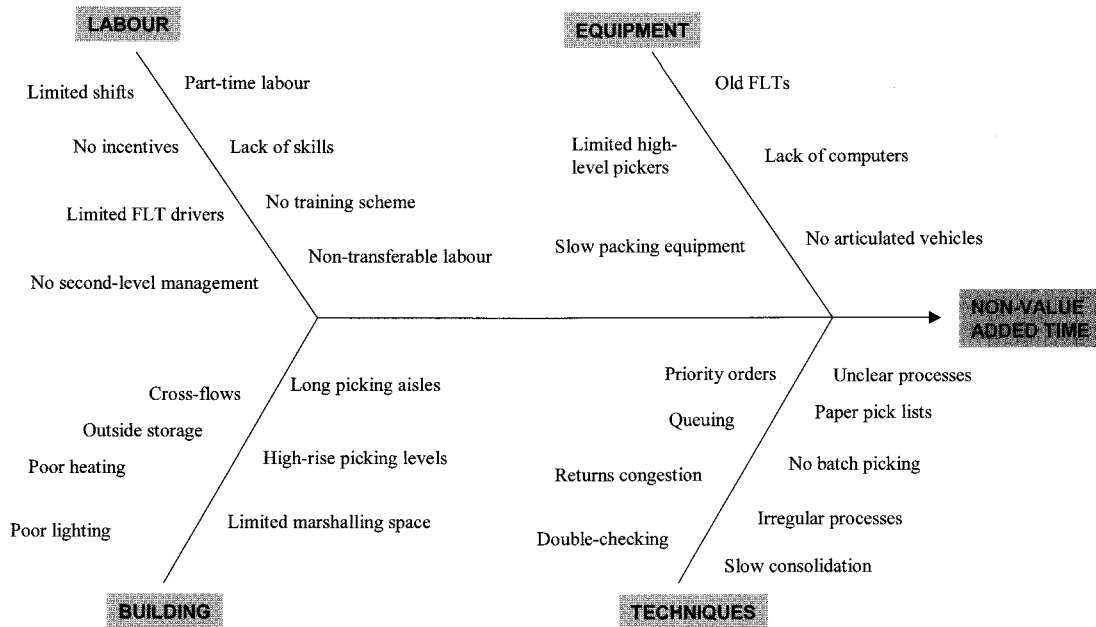 LABOUR
Limited shifts
Part-time labour
No incentives
Lack of skills
Limited FLT drivers
No training scheme
No second-level management
Non-transferable labour
EQUIPMENT
Old FLTs
Limited high-
level pickers
Lack of computers
Slow packing equipment
No articulated vehicles
NON-VALUE
ADDED TIME
Cross-flows
Long picking aisles
Outside storage
Poor heating
High-rise picking levels
Poor lighting
Limited marshalling space
BUILDING
Priority orders
Unclear processes
Queuing
Paper pick lists
Returns congestion
No batch picking
Double-checking
Irregular processes
Slow consolidation
TECHNIQUES